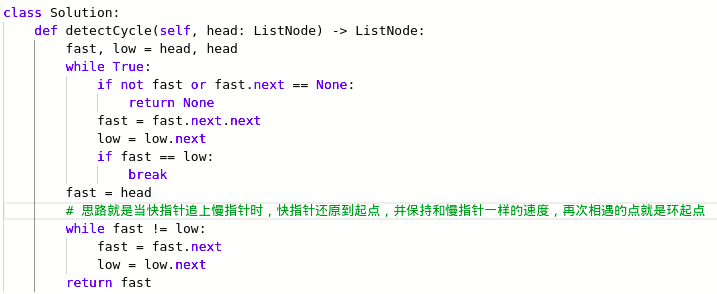 class Solution:
    def detectCycle(self, head: ListNode) -> ListNode:
        fast, low = head, head
        while True:
            if not fast or fast.next == None:
                return None
            fast = fast.next.next
            low = low.next
            if fast == low:
                break
        fast = head
        # 思路就是当快指针追上慢指针时，快指针还原到起点，并保持和慢指针一样的速度，再次相遇的点就是环起点
        while fast != low:
            fast = fast.next
            low = low.next
        return fast